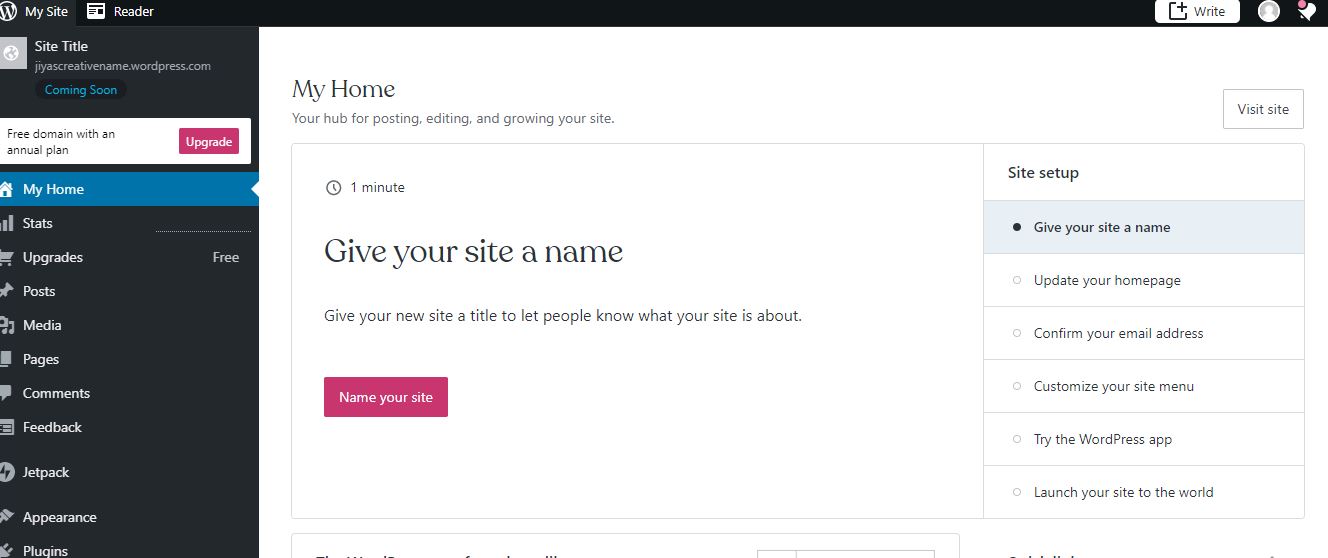 My Site
Reader
Write
Site Title
jiyascreativename.wordpress.com
Coming Soon
Free domain with an
annual plan
Upgrade
My Home
Stats
Upgrades
Free
Posts
Media
Pages
Comments
Feedback
Jetpack
Appearance
Plugins
My Home
Your hub for posting, editing, and growing your site.
Visit site
1 minute
Give your site a name
Give your new site a title to let people know what your site is about.
Name your site
Site setup
Give your site a name
Update your homepage
Confirm your email address
Customize your site menu
Try the WordPress app
Launch your site to the world